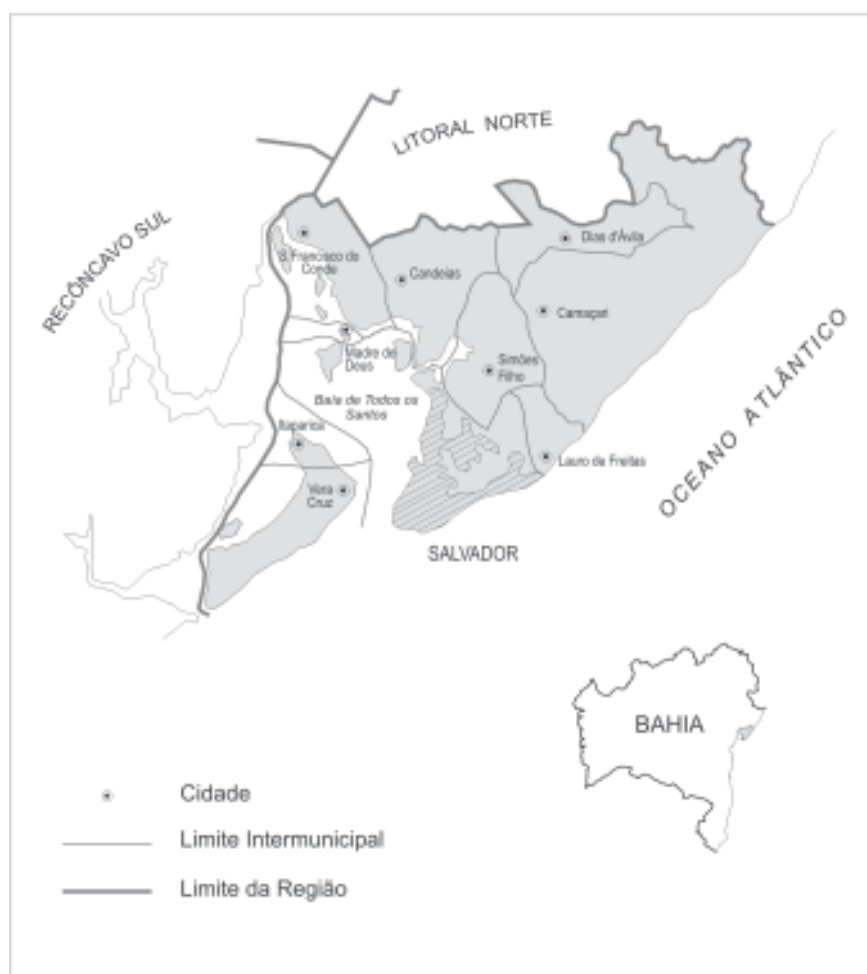 LITORAL NORTE
RECÔNCAVO SUL
Dias d'Ávila
S. Francisco do
Conde
Candeias
Camaçari
Madre de
Deus
Simões
Filho
OCEANO ATLÂNTICO
Baía de Todos os
Santos
Itaparica
Lauro de Freitas
Vera
Cruz
SALVADOR
BAHIA
Cidade
Limite Intermunicipal
Limite da Região